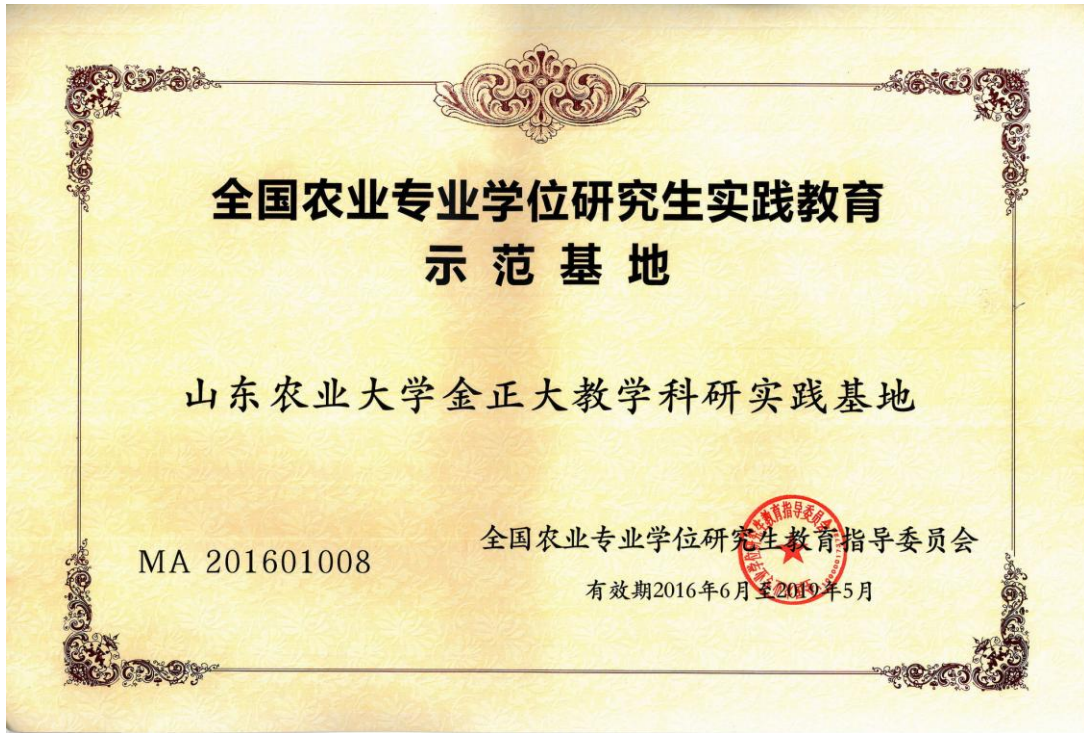 全国农业专业学位研究生实践教育
示范基地
山东农业大学金正大教学科研实践基地
MA 201601008
全国农业专业学位研究生教育指导委员会
有效期2016年6月至2019年5月